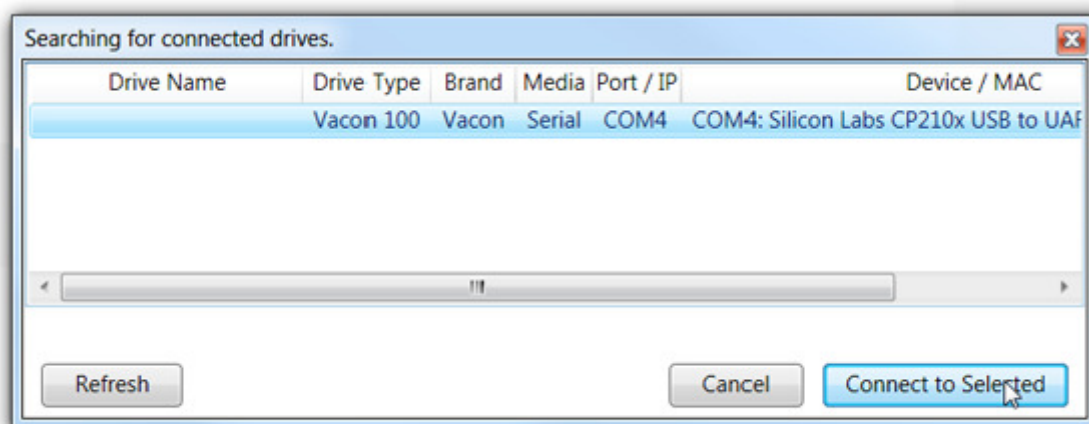 Searching for connected drives.
Drive Name Drive Type Brand Media Port / IP Device / MAC
Vacon 100 Vacon Serial COM4 COM4: Silicon Labs CP210x USB to
Refresh Cancel Connect to Selected